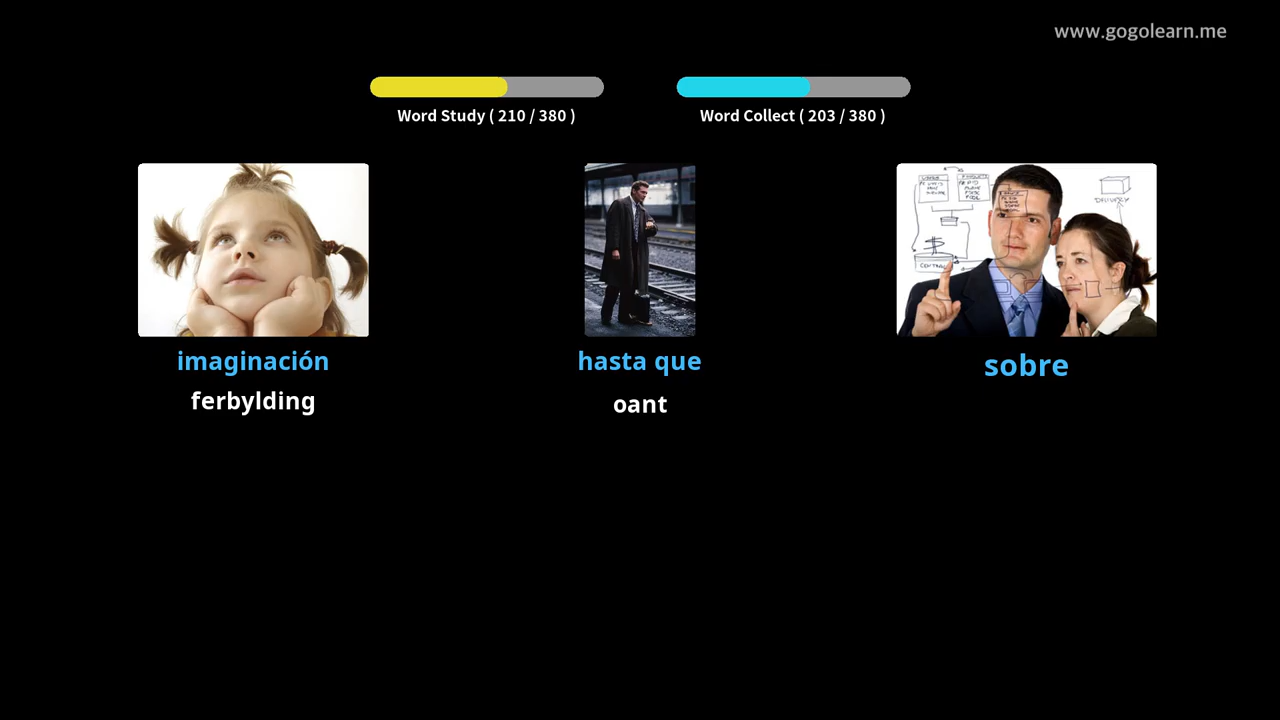 www.gogolearn.me
Word Study ( 210 / 380 )
Word Collect ( 203 / 380 )
imaginación
hasta que
sobre
ferbylding
oant